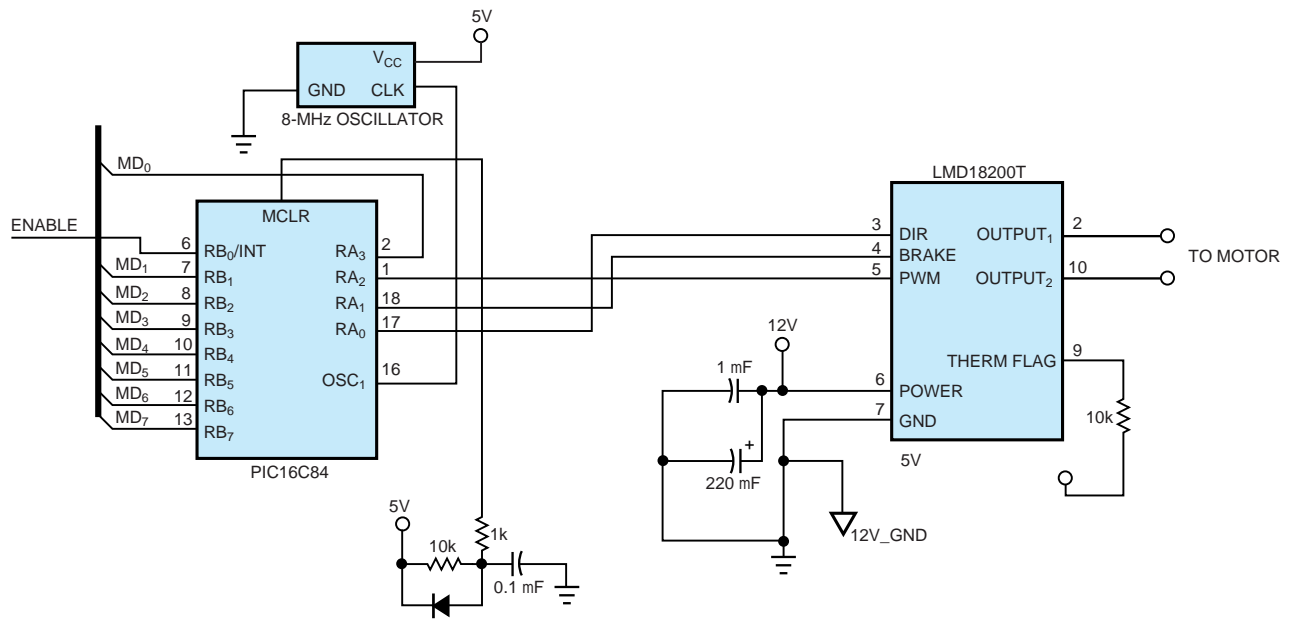 5V
VCC
GND CLK
8-MHz OSCILLATOR
MD0
ENABLE
MCLR
6 RB0/INT RA3 2
MD1 7 RB1 RA2 1
MD2 8 RB2 RA1 18
MD3 9 RB3 RA0 17
MD4 10 RB4
MD5 11 RB5 OSC1 16
MD6 12 RB6
MD7 13 RB7
PIC16C84
5V
10k
1k
0.1 mF
LMD18200T
3 DIR OUTPUT1 2
4 BRAKE
5 PWM OUTPUT2 10
TO MOTOR
12V
1 mF
THERM FLAG 9
6 POWER
7 GND
10k
+
220 mF
5V
12V_GND